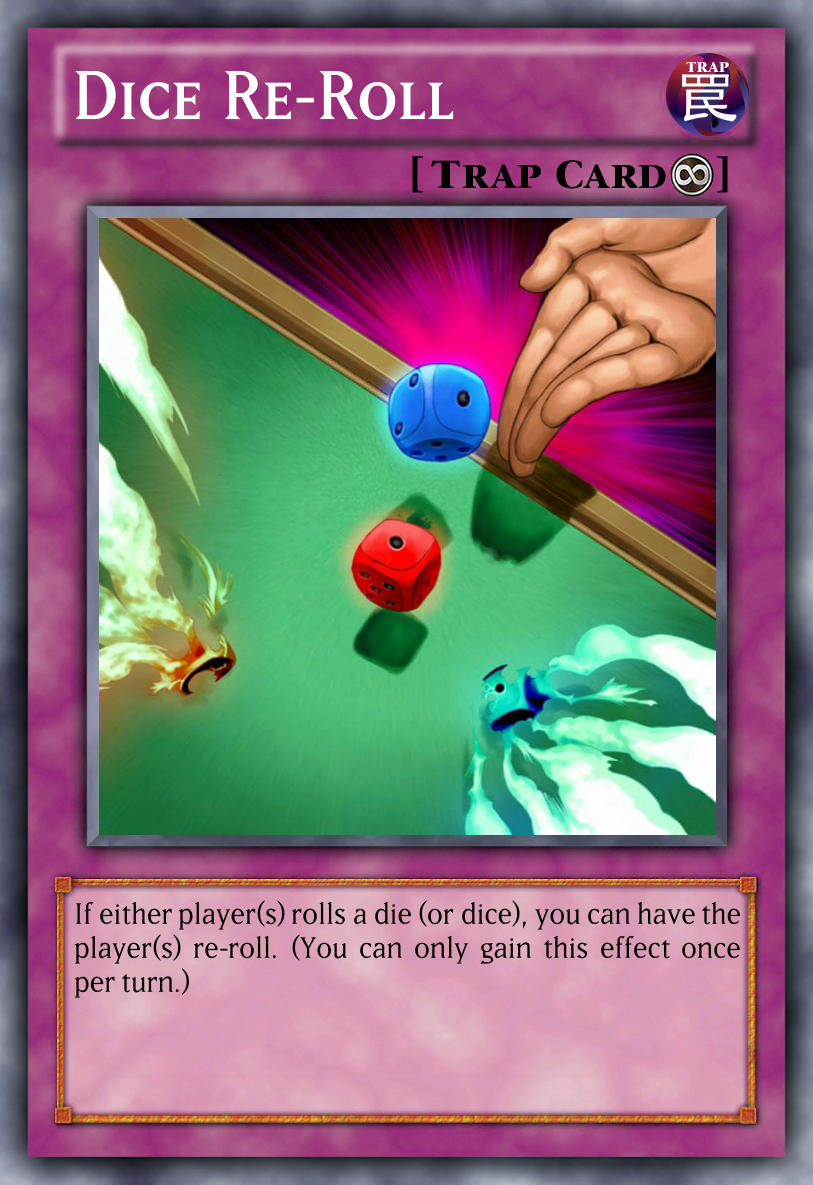 Dice Re-Roll
TRAP
罠
[Trap Card♾]
If either player(s) rolls a die (or dice), you can have the
player(s) re-roll. (You can only gain this effect once
per turn.)